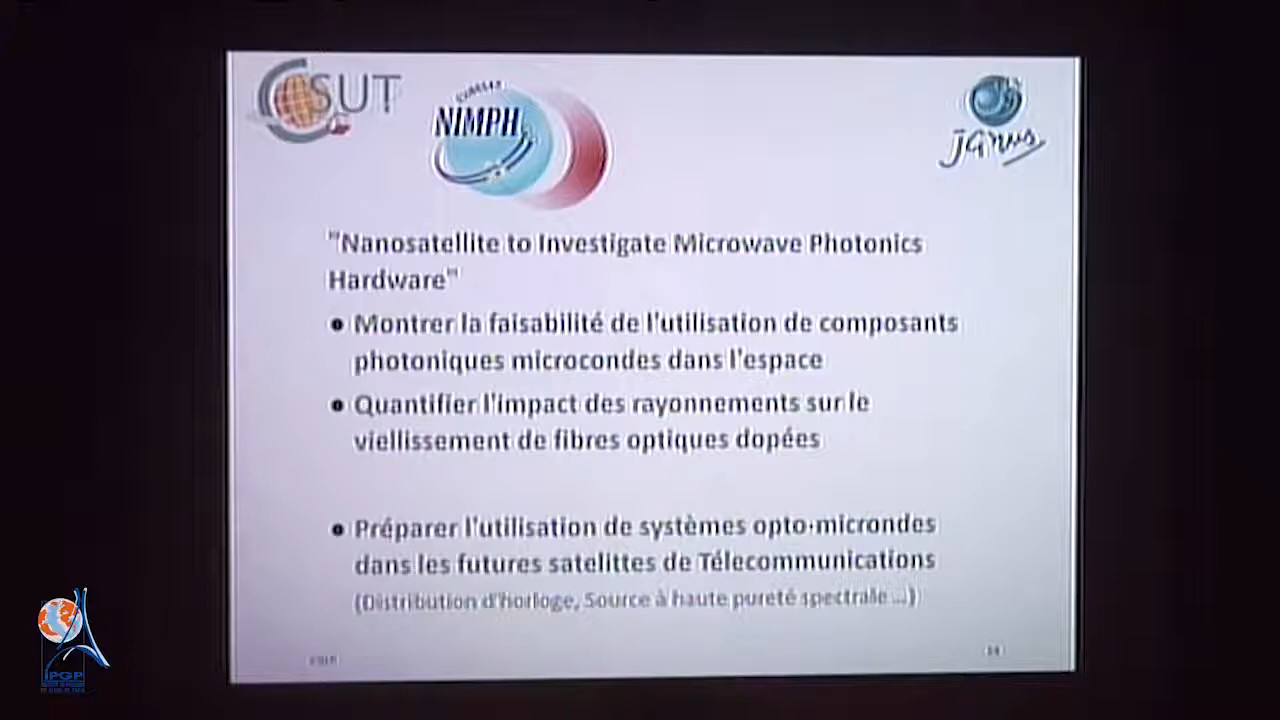 CSUT
NIMPH
JANUS
"Nanosatellite to Investigate Microwave Photonics
Hardware"
• Montrer la faisabilité de l'utilisation de composants
photoniques microcondes dans l'espace
• Quantifier l'impact des rayonnements sur le
viellissement de fibres optiques dopées
• Préparer l'utilisation de systèmes opto-microndes
dans les futures satelittes de Télecommunications
(Distribution d'horloge, Source à haute pureté spectrale ...)
IPGP